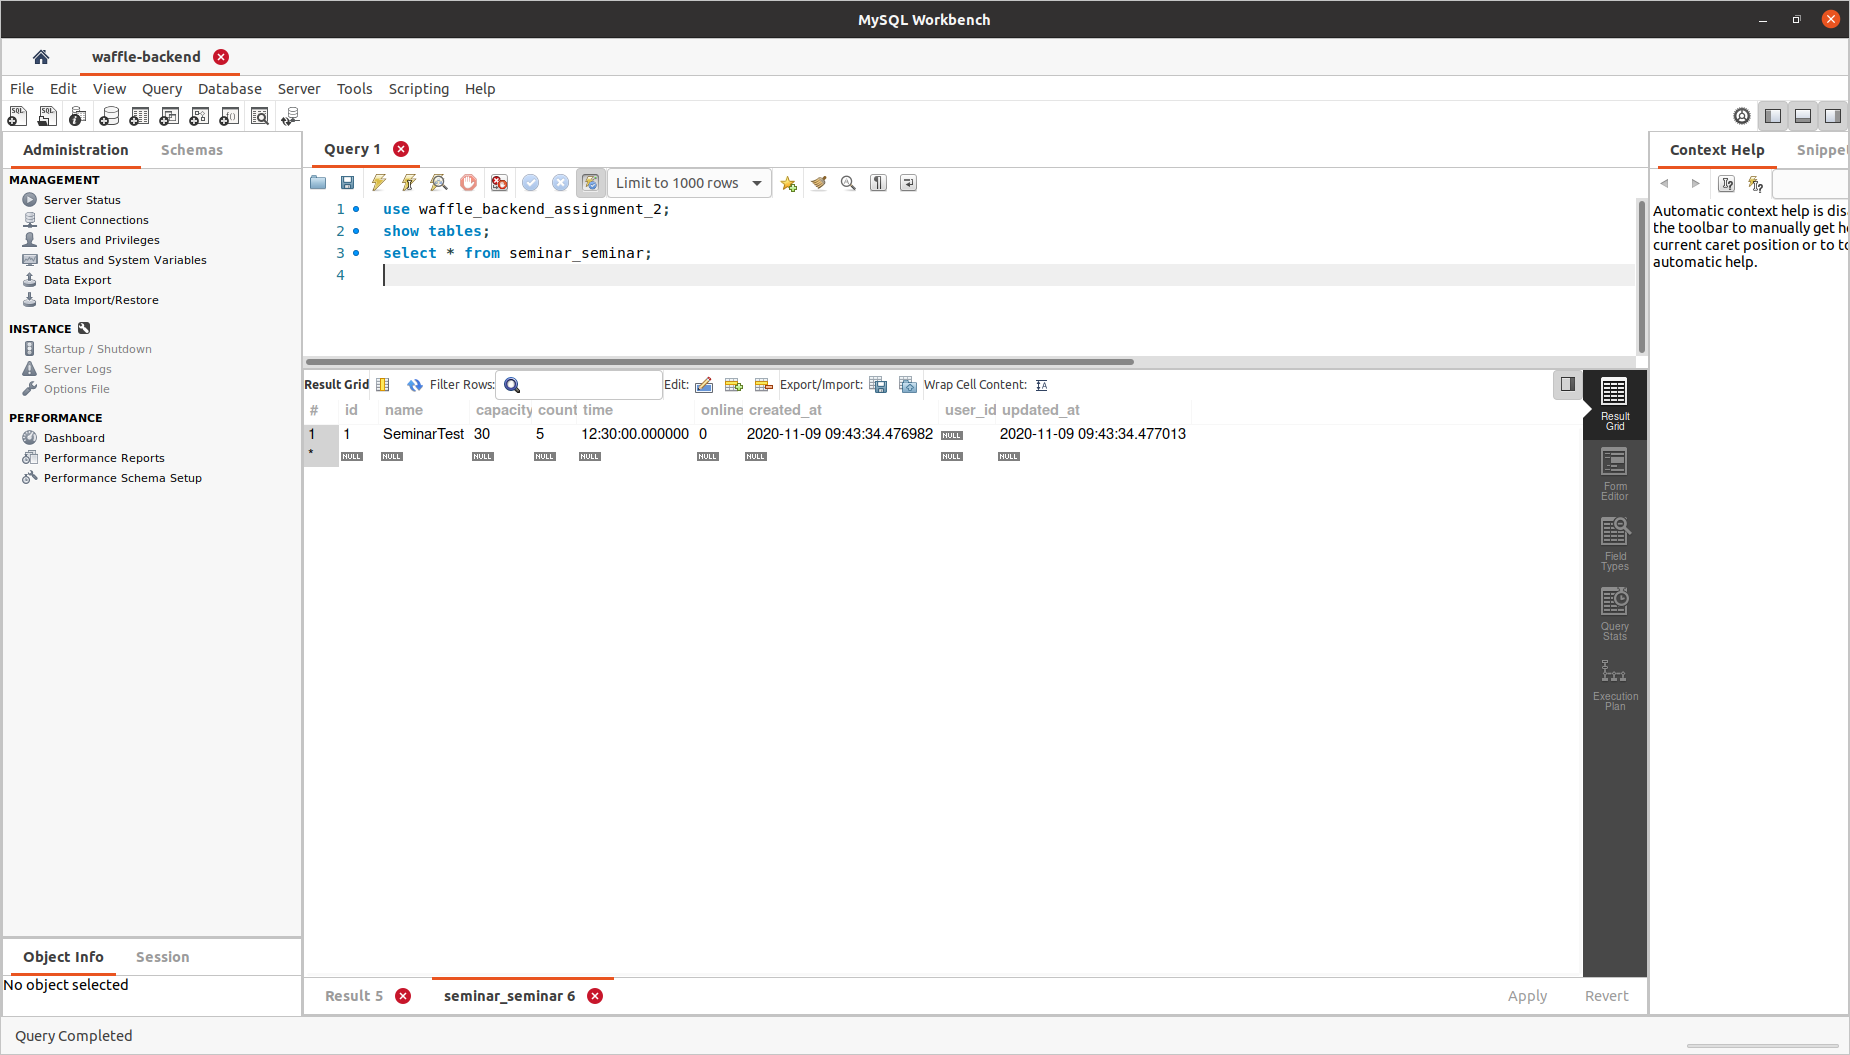 MySQL Workbench
waffle-backend
File Edit View Query Database Server Tools Scripting Help
Administration Schemas
MANAGEMENT
Server Status
Client Connections
Users and Privileges
Status and System Variables
Data Export
Data Import/Restore
INSTANCE
Startup / Shutdown
Server Logs
Options File
PERFORMANCE
Dashboard
Performance Reports
Performance Schema Setup
Object Info Session
No object selected
Query 1
Limit to 1000 rows
1 use waffle_backend_assignment_2;
2 show tables;
3 select * from seminar_seminar;
4
Result Grid Filter Rows: Edit: Export/Import: Wrap Cell Content:
# id name capacity count time online created_at user_id updated_at
1 1 SeminarTest 30 5 12:30:00.000000 0 2020-11-09 09:43:34.476982 NULL 2020-11-09 09:43:34.477013
* NULL NULL NULL NULL NULL NULL NULL NULL NULL
Result
Grid
Form
Editor
Field
Types
Query
Stats
Execution
Plan
Result 5 seminar_seminar 6 Apply Revert
Context Help Snippet
Automatic context help is dis
the toolbar to manually get he
current caret position or to to
automatic help.
Query Completed